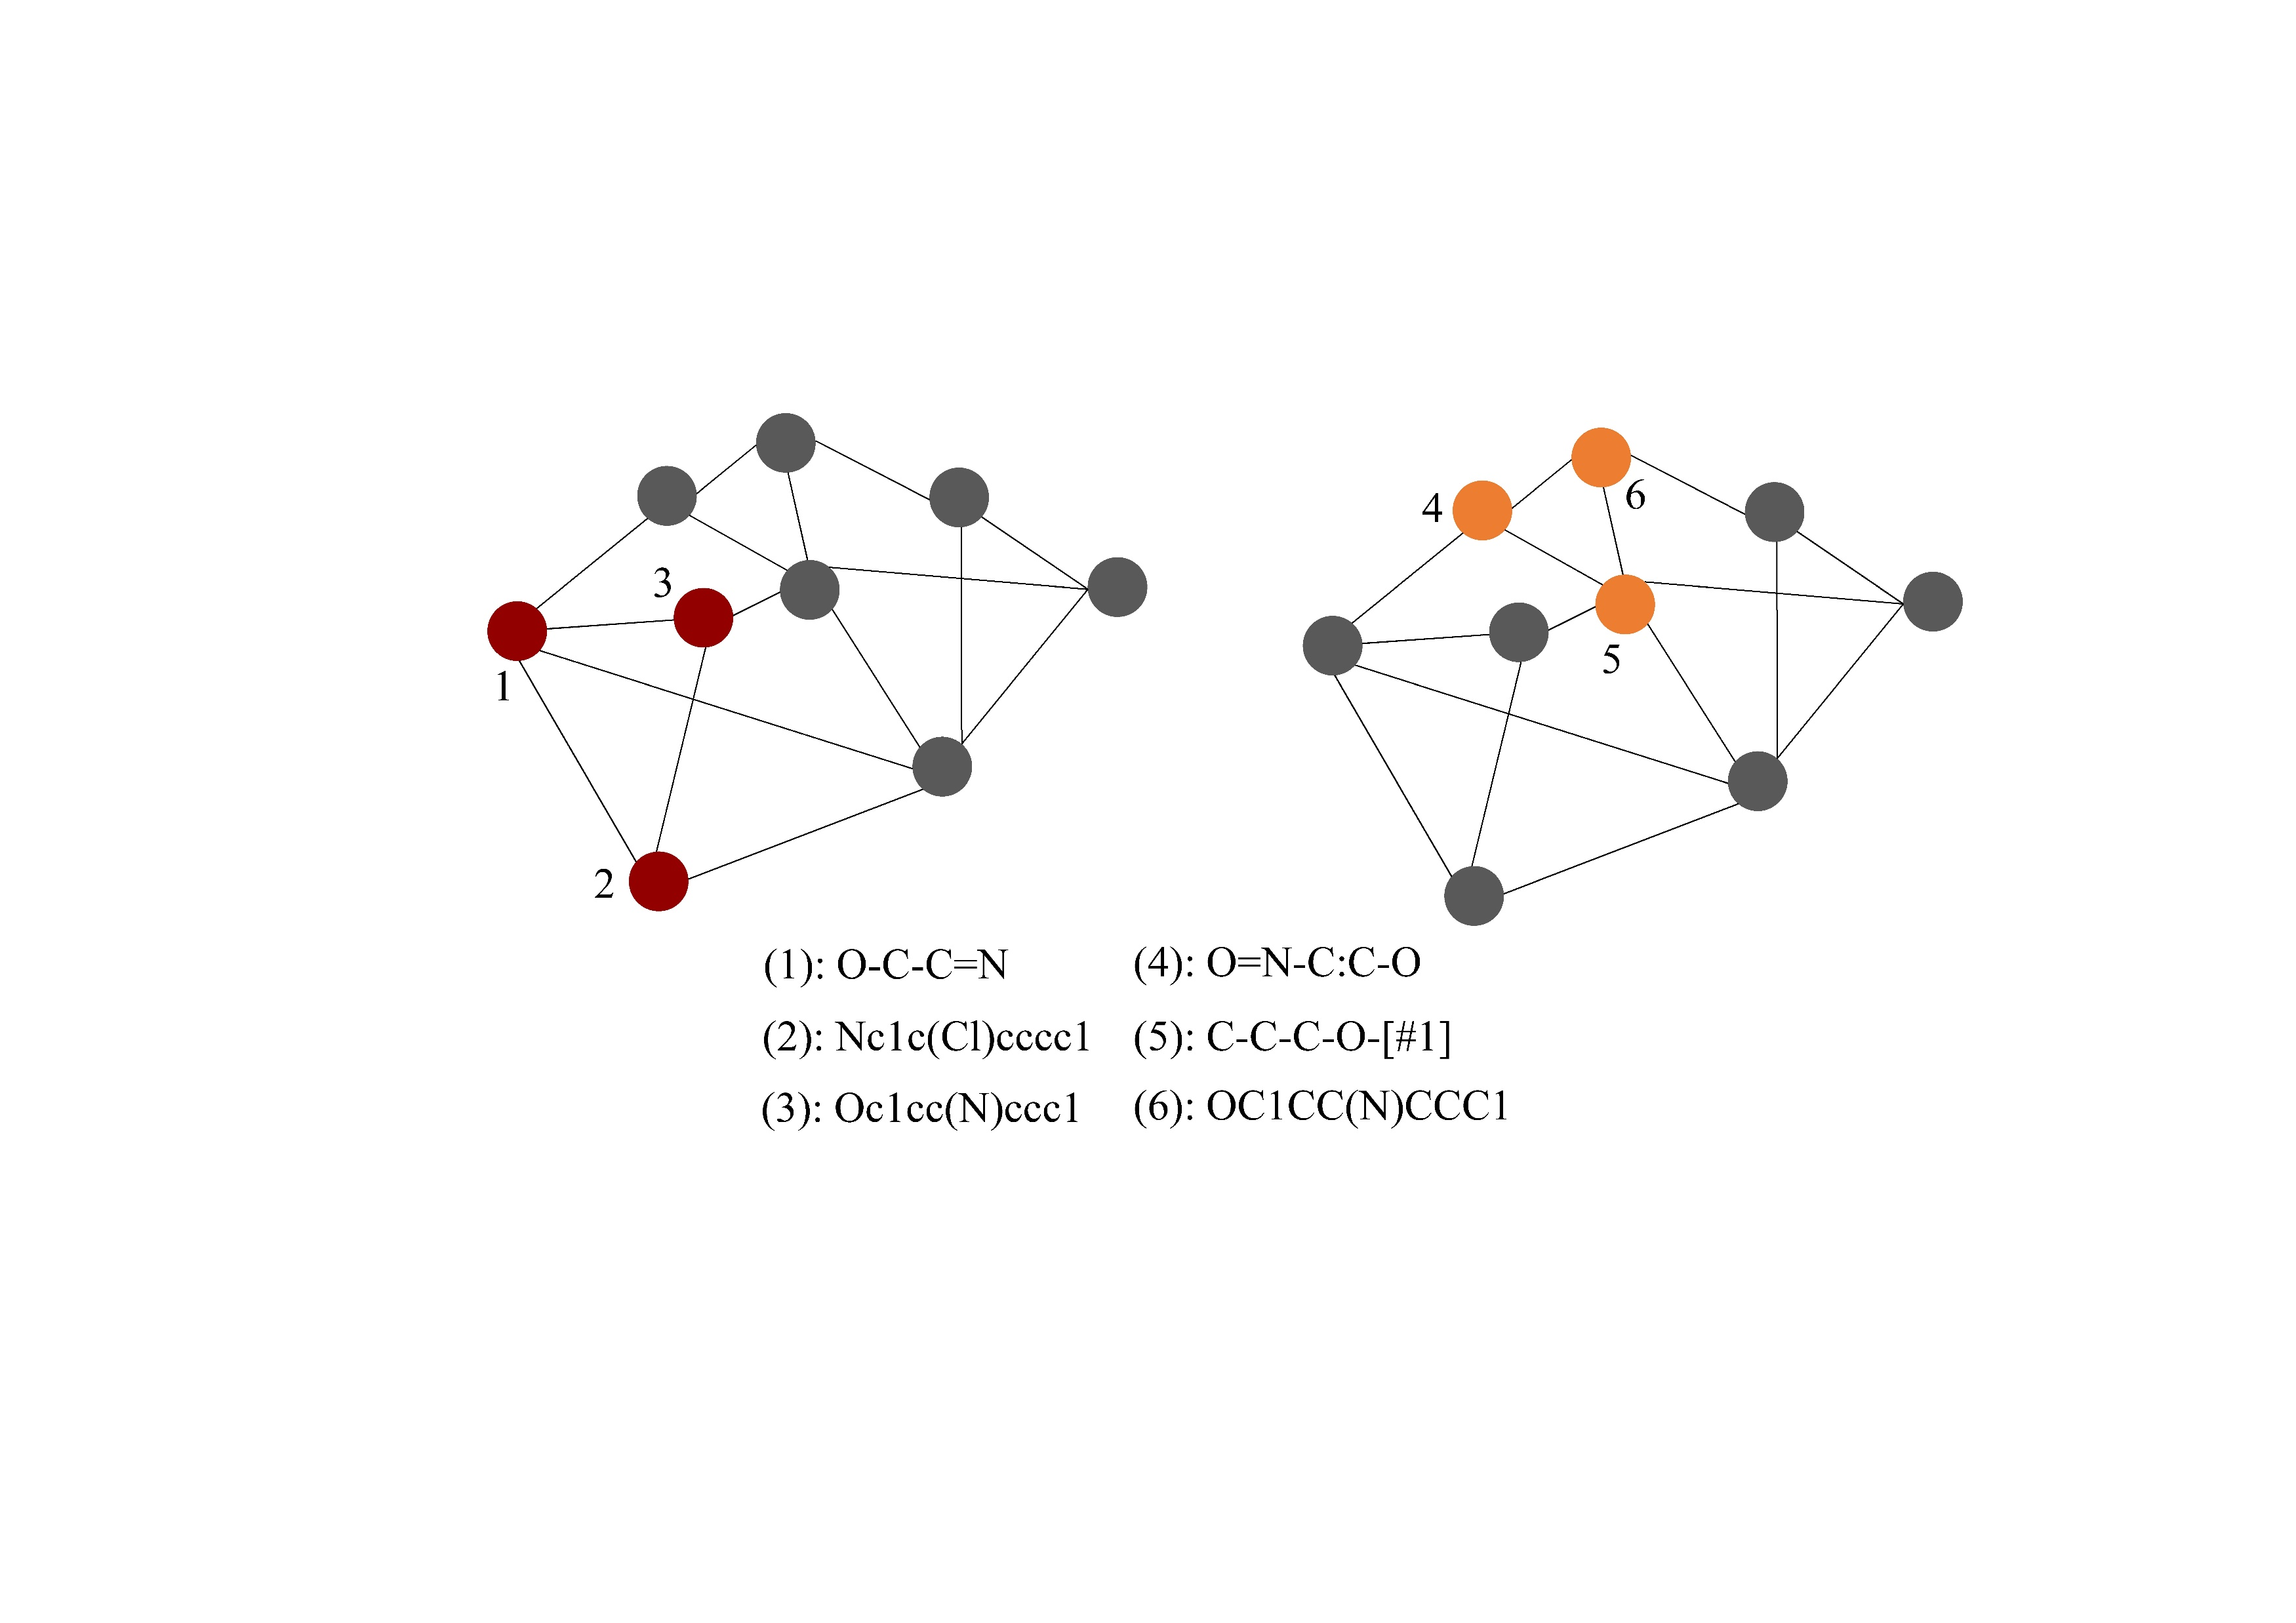 4
6
3
5
1
2
(1): O-C-C=N
(4): O=N-C:C-O
(2): Nc1c(Cl)cccc1
(5): C-C-C-O-[#1]
(3): Oc1cc(N)ccc1
(6): OC1CC(N)CCC1